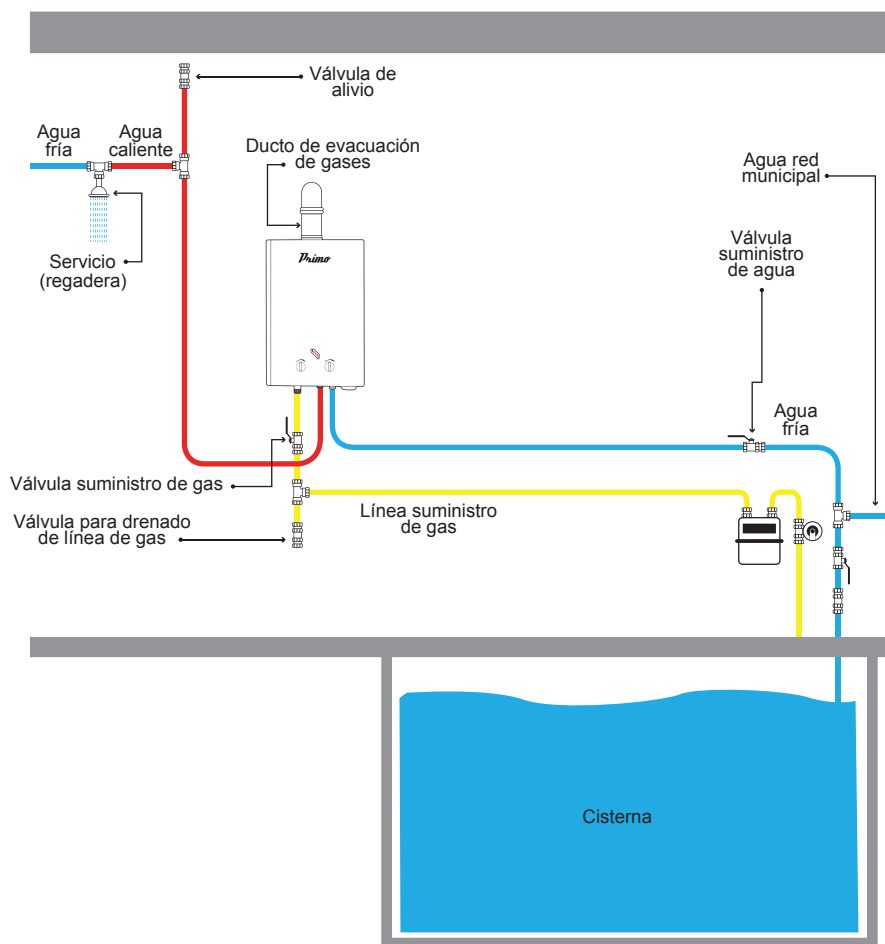 Válvula de
alivio
Agua
fría
Agua
caliente
Ducto de evacuación
de gases
Agua red
municipal
Servicio
(regadera)
Primo
Válvula
suministro
de agua
Agua
fría
Válvula suministro de gas
Línea suministro
de gas
Válvula para drenado
de línea de gas
Cisterna